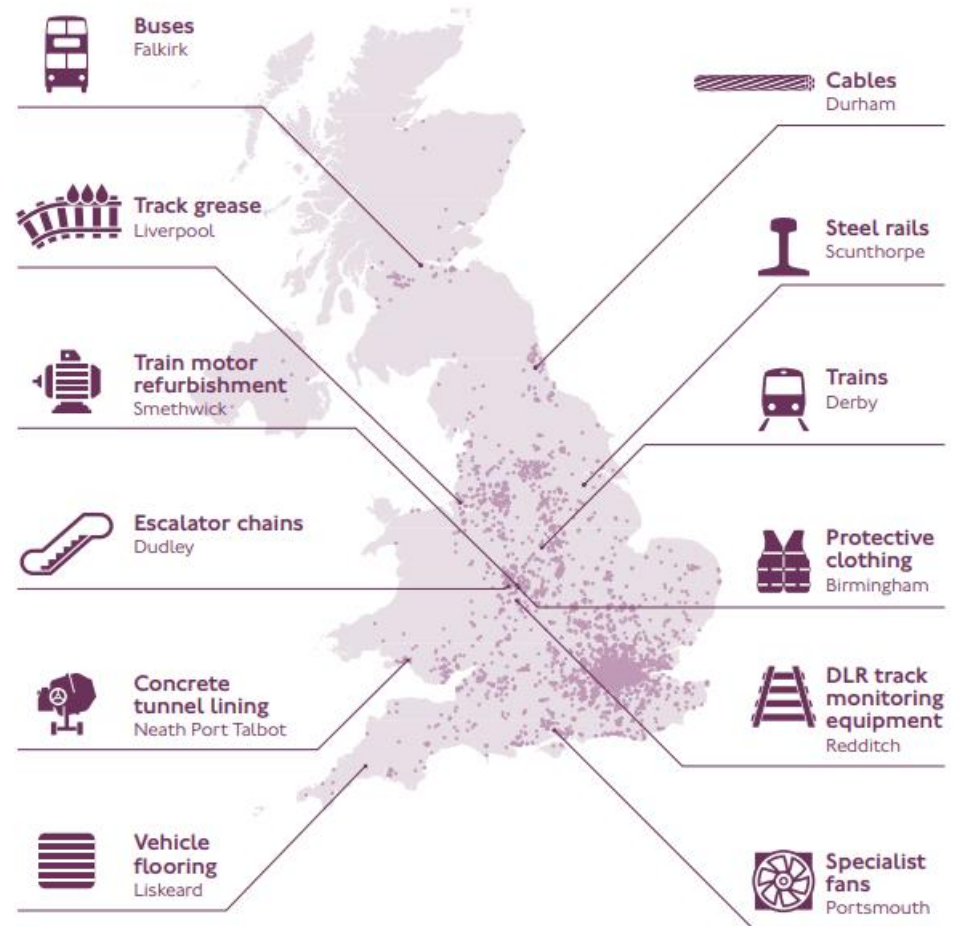 Buses
Falkirk
Track grease
Liverpool
Train motor
refurbishment
Smethwick
Escalator chains
Dudley
Concrete
tunnel lining
Neath Port Talbot
Vehicle
flooring
Liskeard
Cables
Durham
Steel rails
Scunthorpe
Trains
Derby
Protective
clothing
Birmingham
DLR track
monitoring
equipment
Redditch
Specialist
fans
Portsmouth